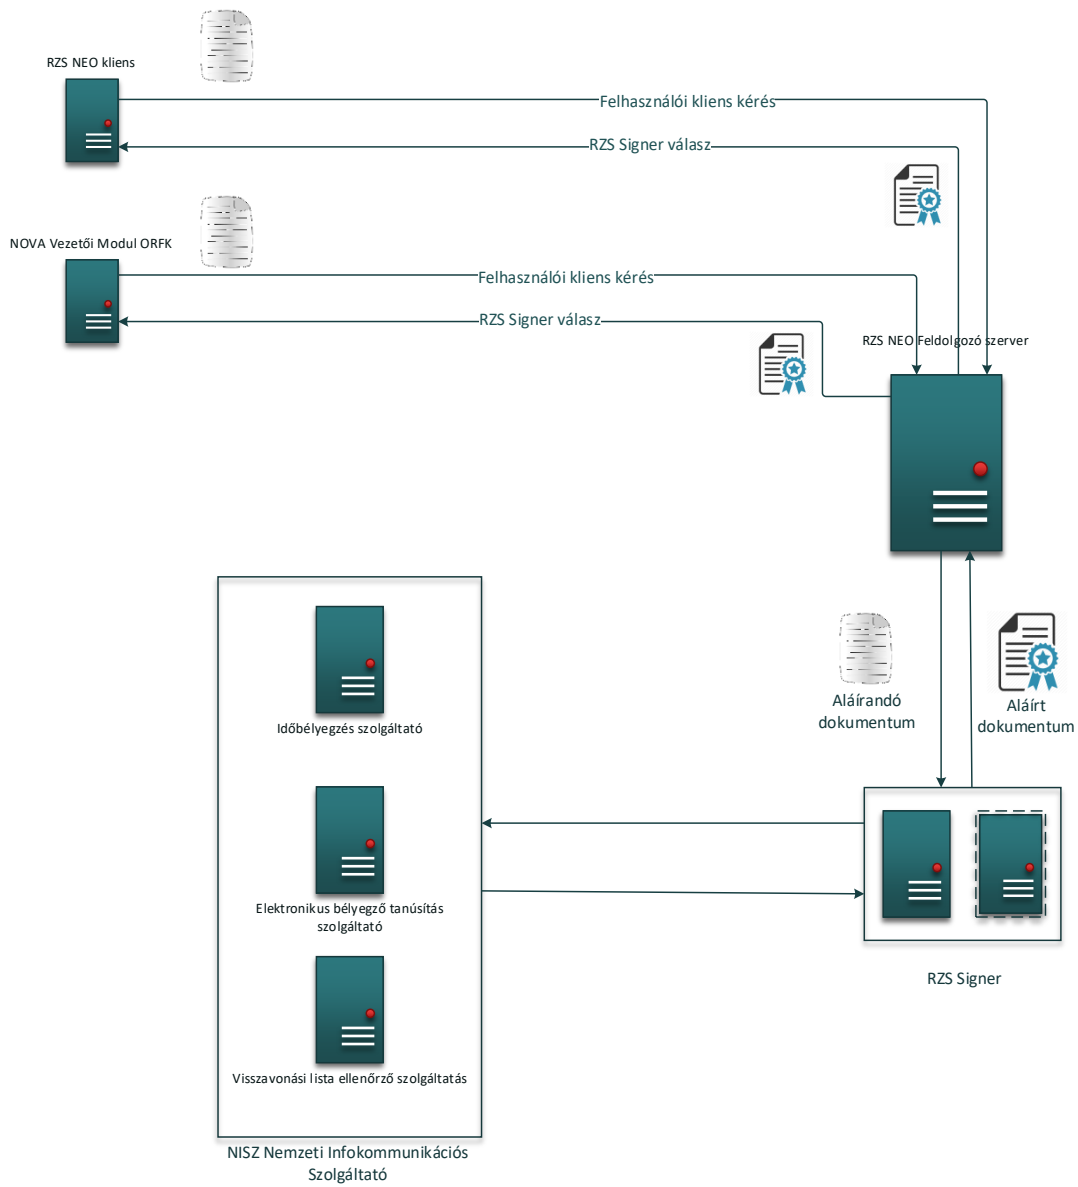 RZS NEO kliens
Felhasználói kliens kérés
RZS Signer válasz
NOVA Vezetői Modul ORFK
Felhasználói kliens kérés
RZS Signer válasz
RZS NEO Feldolgozó szerver
Aláírandó
dokumentum
Aláírt
dokumentum
Időbélyegzés szolgáltató
Elektronikus bélyegző tanúsítás
szolgáltató
RZS Signer
Visszavonási lista ellenőrző szolgáltatás
NISZ Nemzeti Infokommunikációs
Szolgáltató